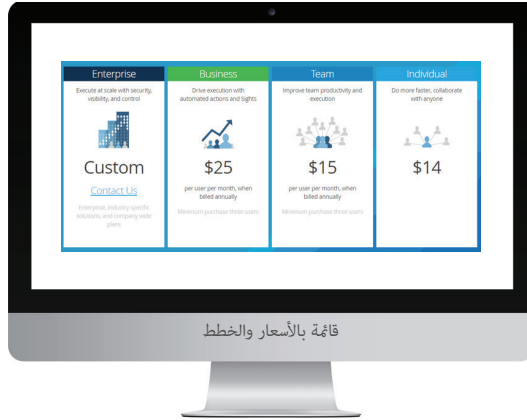 Enterprise
Execute at scale with security,
visibility, and control
Custom
Contact Us
Enterprise, industry specific
solutions, and company wide
plans
Business
Drive execution with
automated actions and Sights
$25
per user per month, when
billed annually
Minimum purchase three users
Team
Improve team productivity and
execution
$15
per user per month, when
billed annually
Minimum purchase three users
Individual
Do more faster, collaborate
with anyone
$14
قائمة بالأسعار والخطط